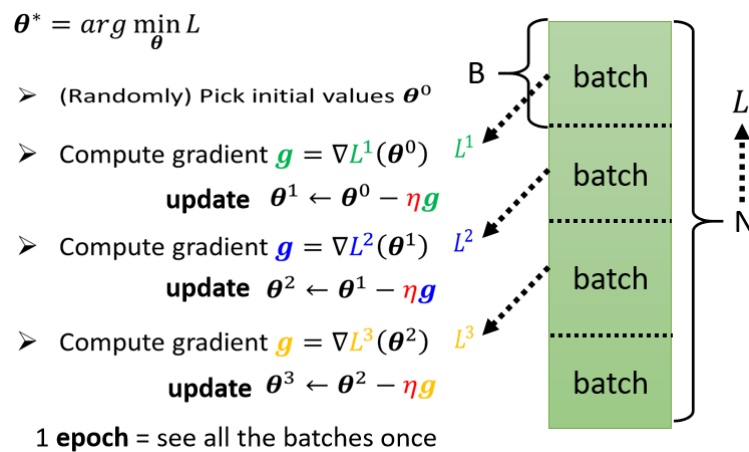 𝜽* = arg min L
𝜽
➢ (Randomly) Pick initial values 𝜽⁰
➢ Compute gradient 𝒈 = ∇L¹(𝜽⁰) L¹
update 𝜽¹ ← 𝜽⁰ − η𝒈
➢ Compute gradient 𝒈 = ∇L²(𝜽¹) L²
update 𝜽² ← 𝜽¹ − η𝒈
➢ Compute gradient 𝒈 = ∇L³(𝜽²) L³
update 𝜽³ ← 𝜽² − η𝒈
1 epoch = see all the batches once
B
batch
batch
batch
batch
L
N